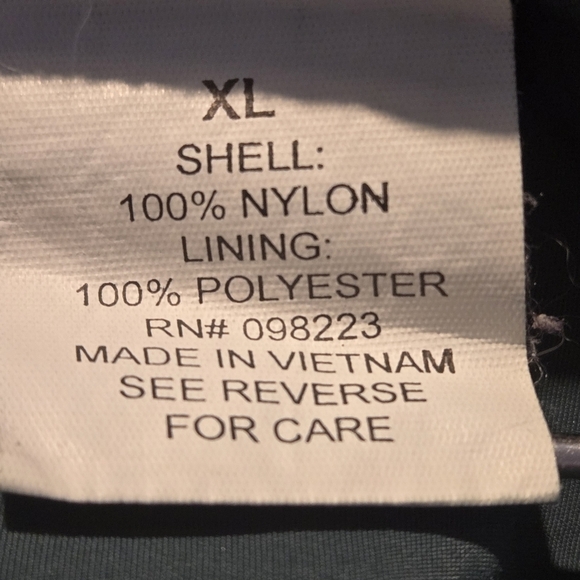 XL
SHELL:
100% NYLON
LINING:
100% POLYESTER
RN# 098223
MADE IN VIETNAM
SEE REVERSE
FOR CARE